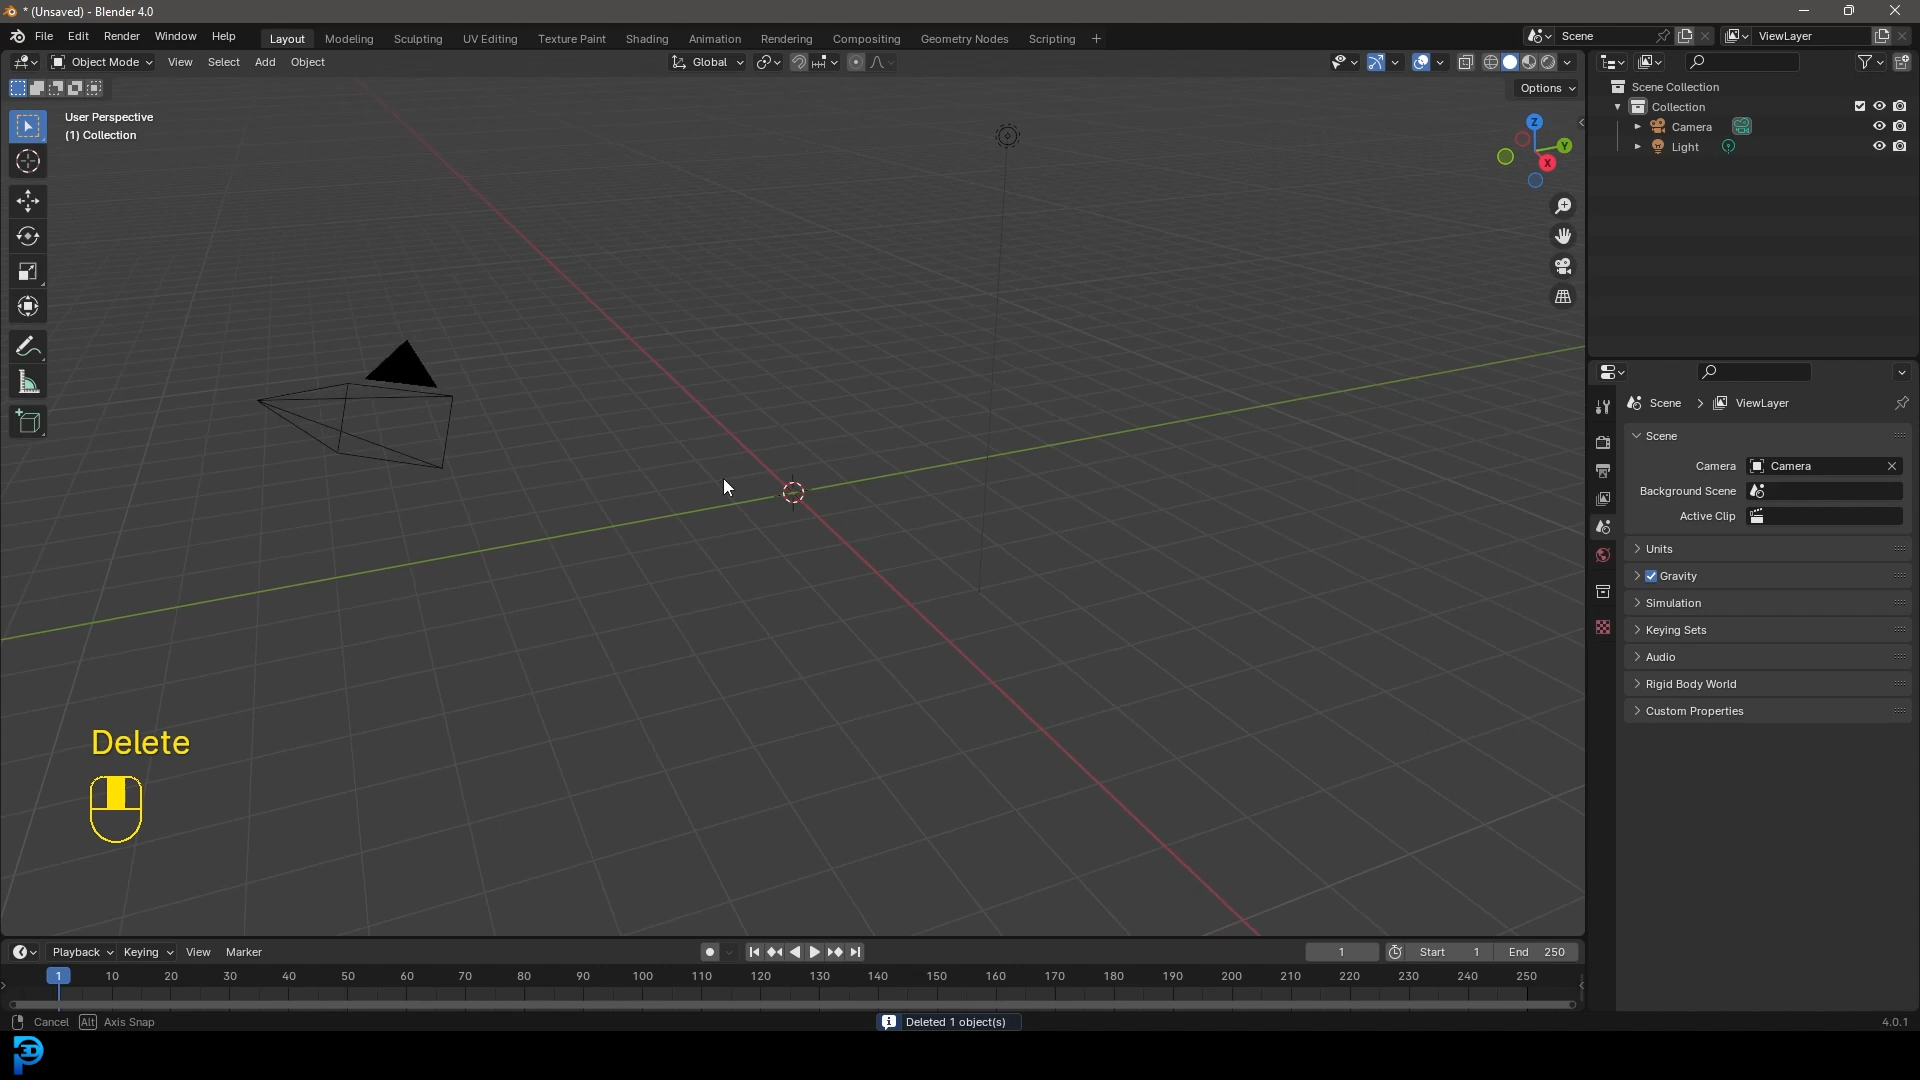 * (Unsaved) - Blender 4.0
File Edit Render Window Help Layout Modeling Sculpting UV Editing Texture Paint Shading Animation Rendering Compositing Geometry Nodes Scripting + Scene ViewLayer
Object Mode View Select Add Object Global
Options
User Perspective
(1) Collection
Z
Y
X
Scene Collection
Collection
Camera
Light
Scene > ViewLayer
Scene
Camera Camera
Background Scene
Active Clip
Units
Gravity
Simulation
Keying Sets
Audio
Rigid Body World
Custom Properties
Delete
Playback Keying View Marker 1 Start 1 End 250
1 10 20 30 40 50 60 70 80 90 100 110 120 130 140 150 160 170 180 190 200 210 220 230 240 250
Cancel Alt Axis Snap Deleted 1 object(s) 4.0.1
3D